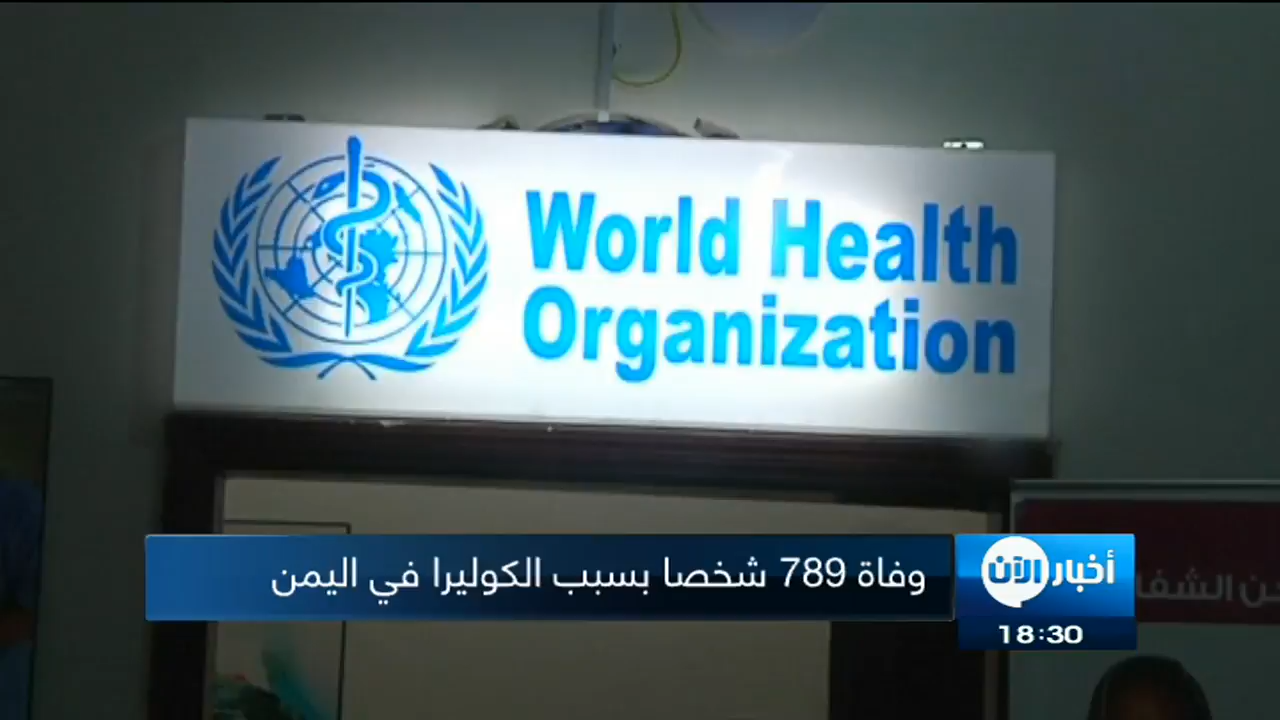 World Health
Organization
وفاة 789 شخصا بسبب الكوليرا في اليمن
أخبار الآن
18:30